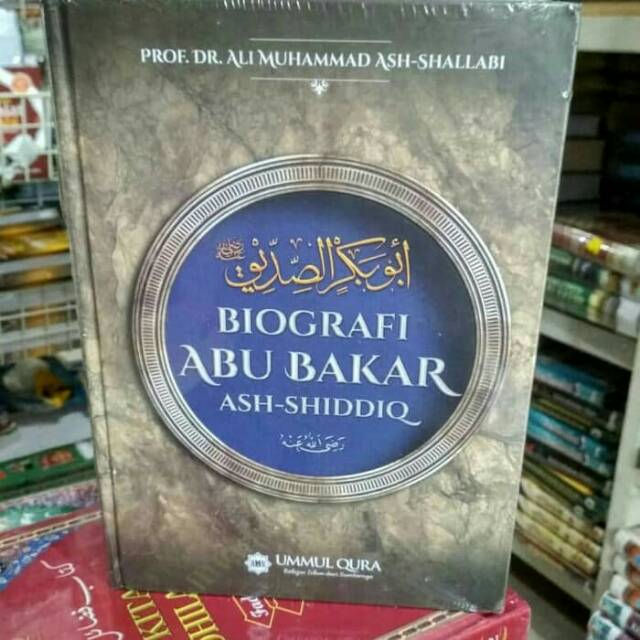 PROF. DR. ALI MUHAMMAD ASH-SHALLABI
أبو بكر الصديق
BIOGRAFI
ABU BAKAR
ASH-SHIDDIQ
رضي الله عنه
UMMUL QURA
KITA